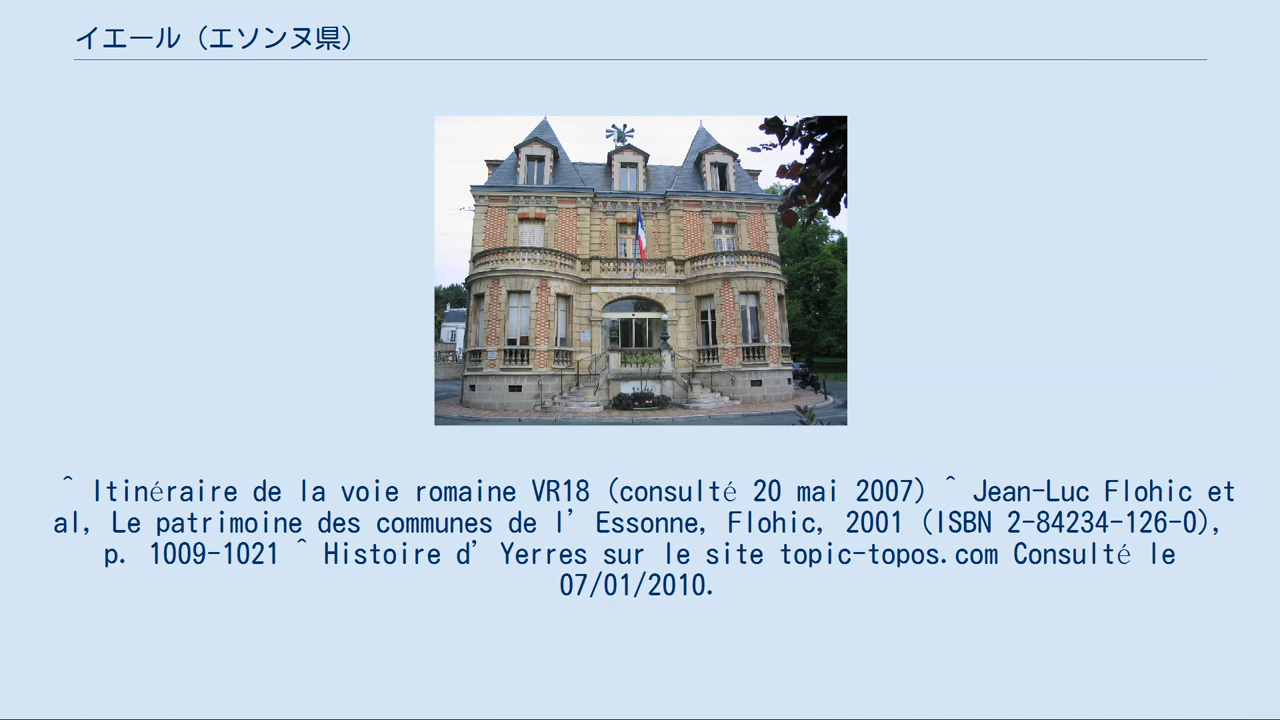 イエール（エソンヌ県）
^ Itinéraire de la voie romaine VR18 (consulté 20 mai 2007) ^ Jean-Luc Flohic et
al, Le patrimoine des communes de l’Essonne, Flohic, 2001 (ISBN 2-84234-126-0),
p. 1009-1021 ^ Histoire d’Yerres sur le site topic-topos.com Consulté le
07/01/2010.